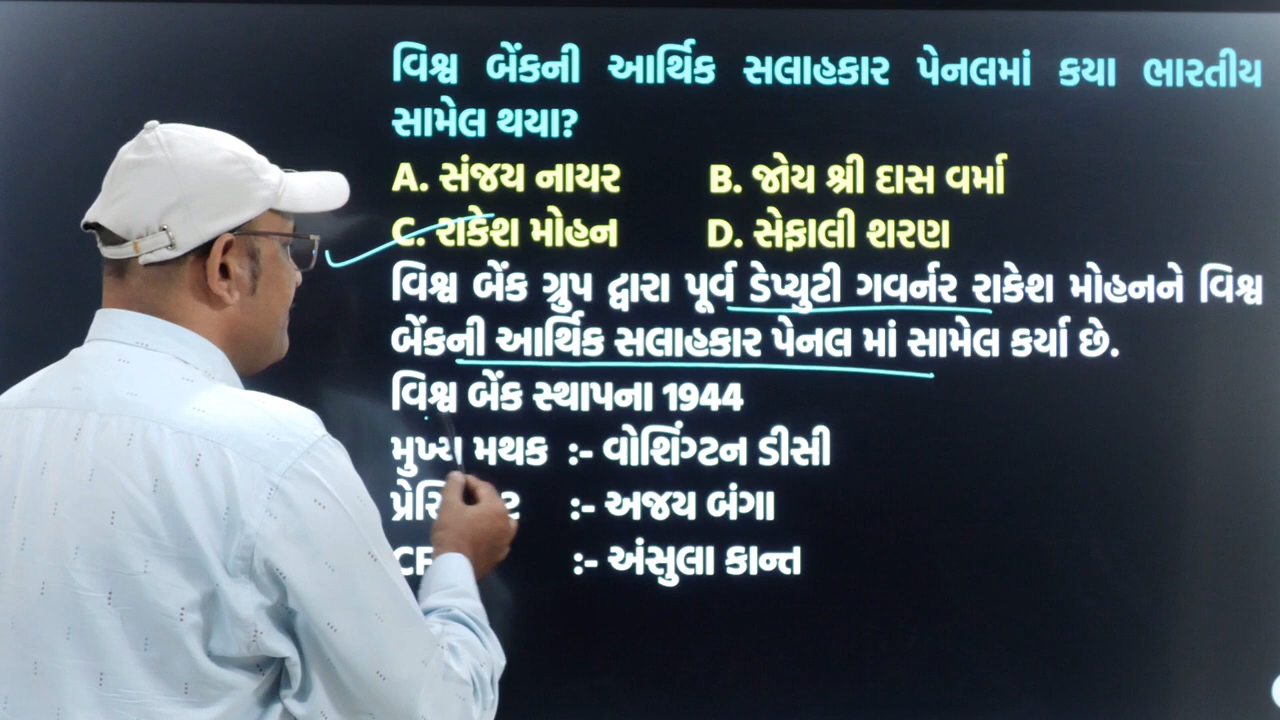 વિશ્વ બેંકની આર્થિક સલાહકાર પેનલમાં કયા ભારતીય
સામેલ થયા?
A. સંજય નાયર B. જોય શ્રી દાસ વર્મા
C. રાકેશ મોહન D. સેફાલી શરણ
વિશ્વ બેંક ગ્રુપ દ્વારા પૂર્વ ડેપ્યુટી ગવર્નર રાકેશ મોહનને વિશ્વ
બેંકની આર્થિક સલાહકાર પેનલ માં સામેલ કર્યા છે.
વિશ્વ બેંક સ્થાપના 1944
મુખ્ય મથક :- વોશિંગ્ટન ડીસી
:- અજય બંગા
:- અંસુલા કાન્ત